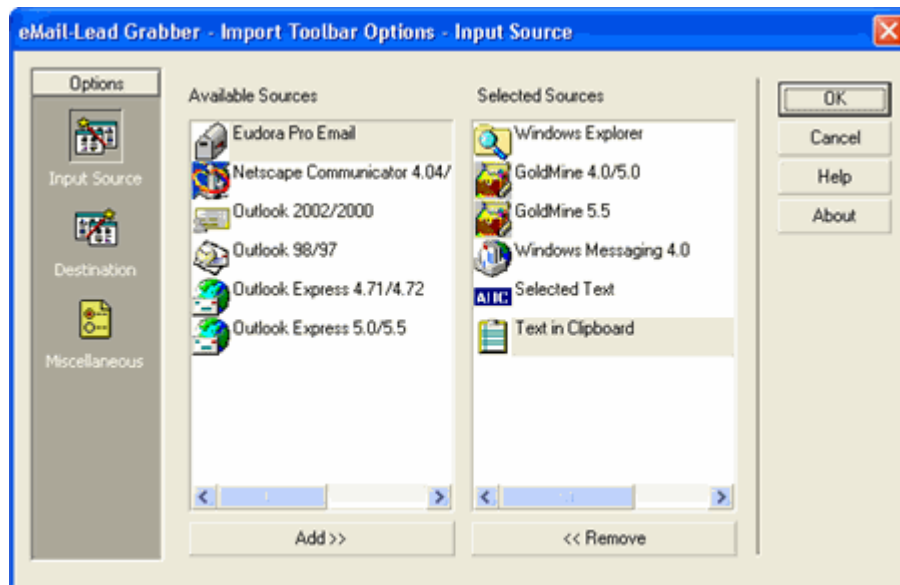 eMail-Lead Grabber - Import Toolbar Options - Input Source
Options
Input Source
Destination
Miscellaneous
Available Sources
Eudora Pro Email
Netscape Communicator 4.04/
Outlook 2002/2000
Outlook 98/97
Outlook Express 4.71/4.72
Outlook Express 5.0/5.5
Add >>
Selected Sources
Windows Explorer
GoldMine 4.0/5.0
GoldMine 5.5
Windows Messaging 4.0
Selected Text
Text in Clipboard
<< Remove
OK
Cancel
Help
About